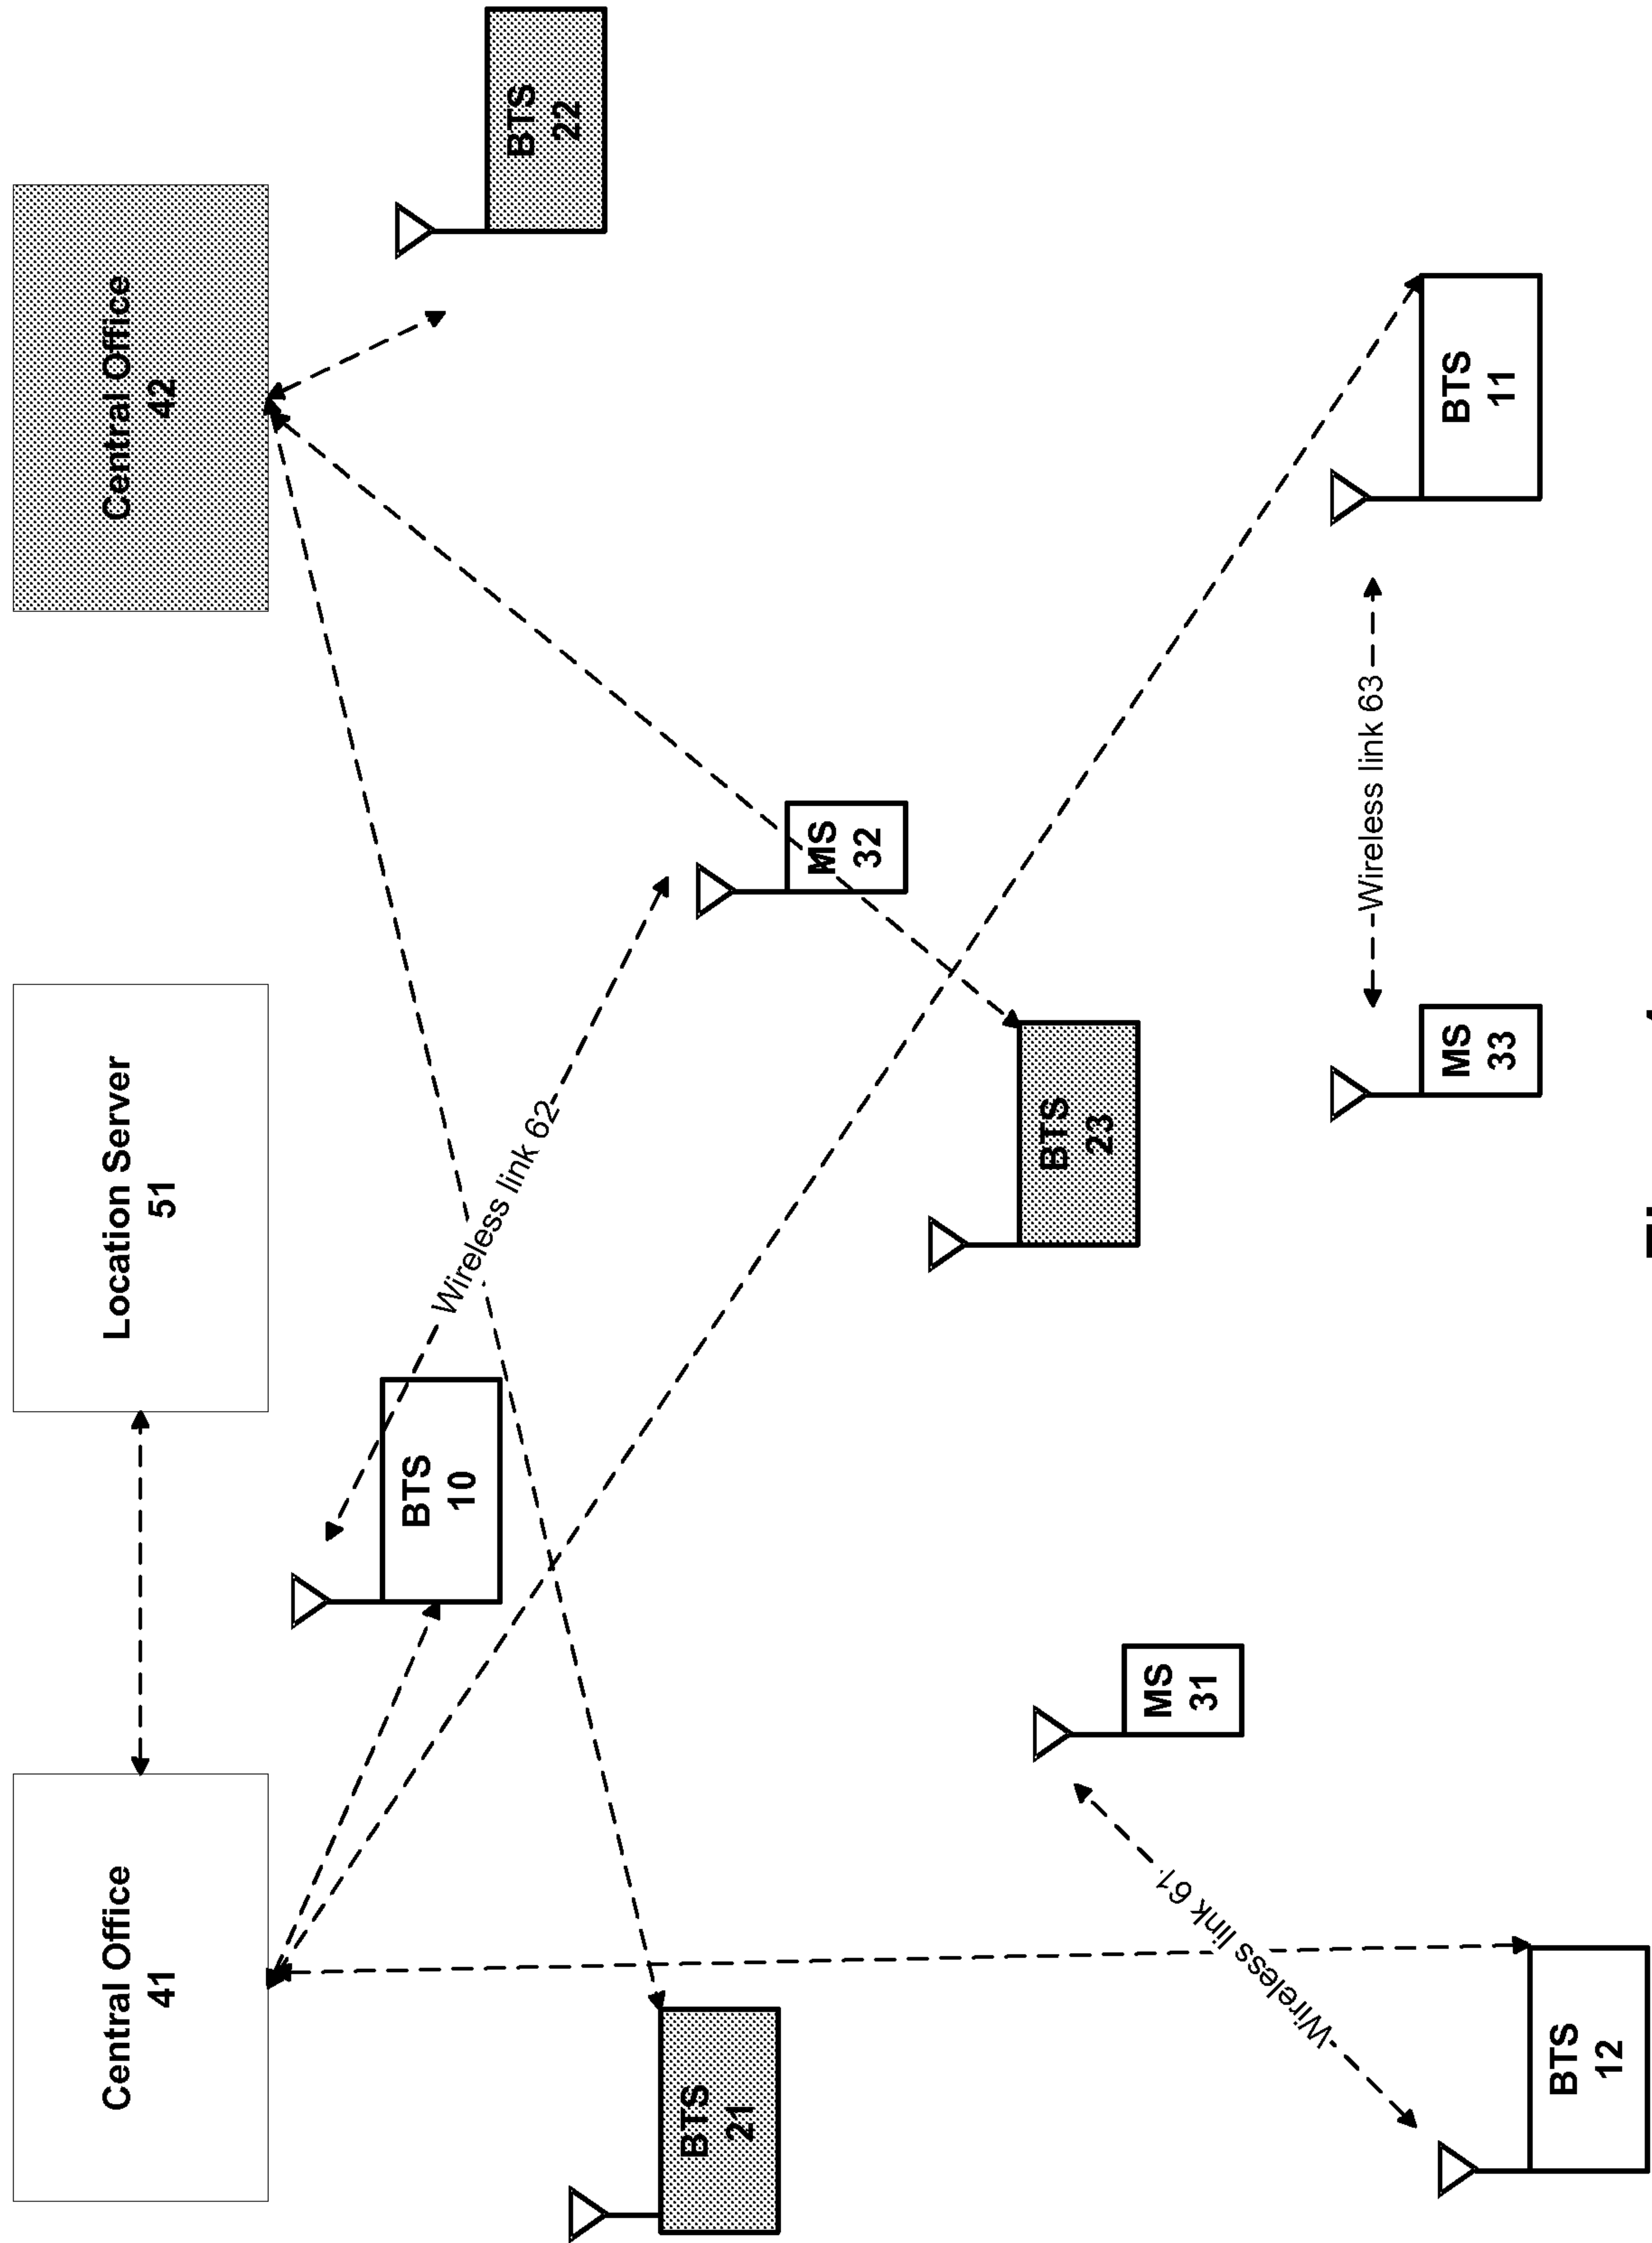 Central Office
41
Location Server
51
Central Office
42
BTS
10
BTS
22
Wireless link 62
BTS
21
MS
32
BTS
23
MS
31
Wireless link 61
Wireless link 63
MS
33
BTS
11
BTS
12